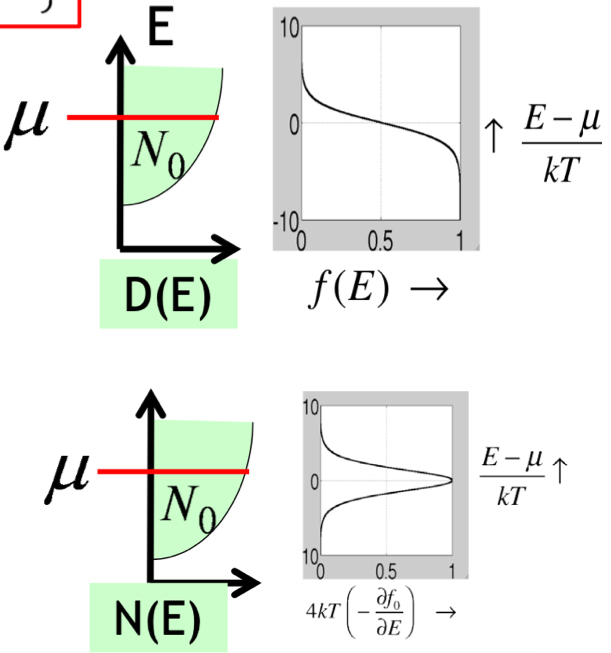 E
10
μ
N₀
0
↑ (E − μ)/kT
-10
0 0.5 1
D(E)
f(E) →
10
μ
N₀
0
(E − μ)/kT ↑
10
0 0.5 1
N(E)
4kT(−∂f₀/∂E) →